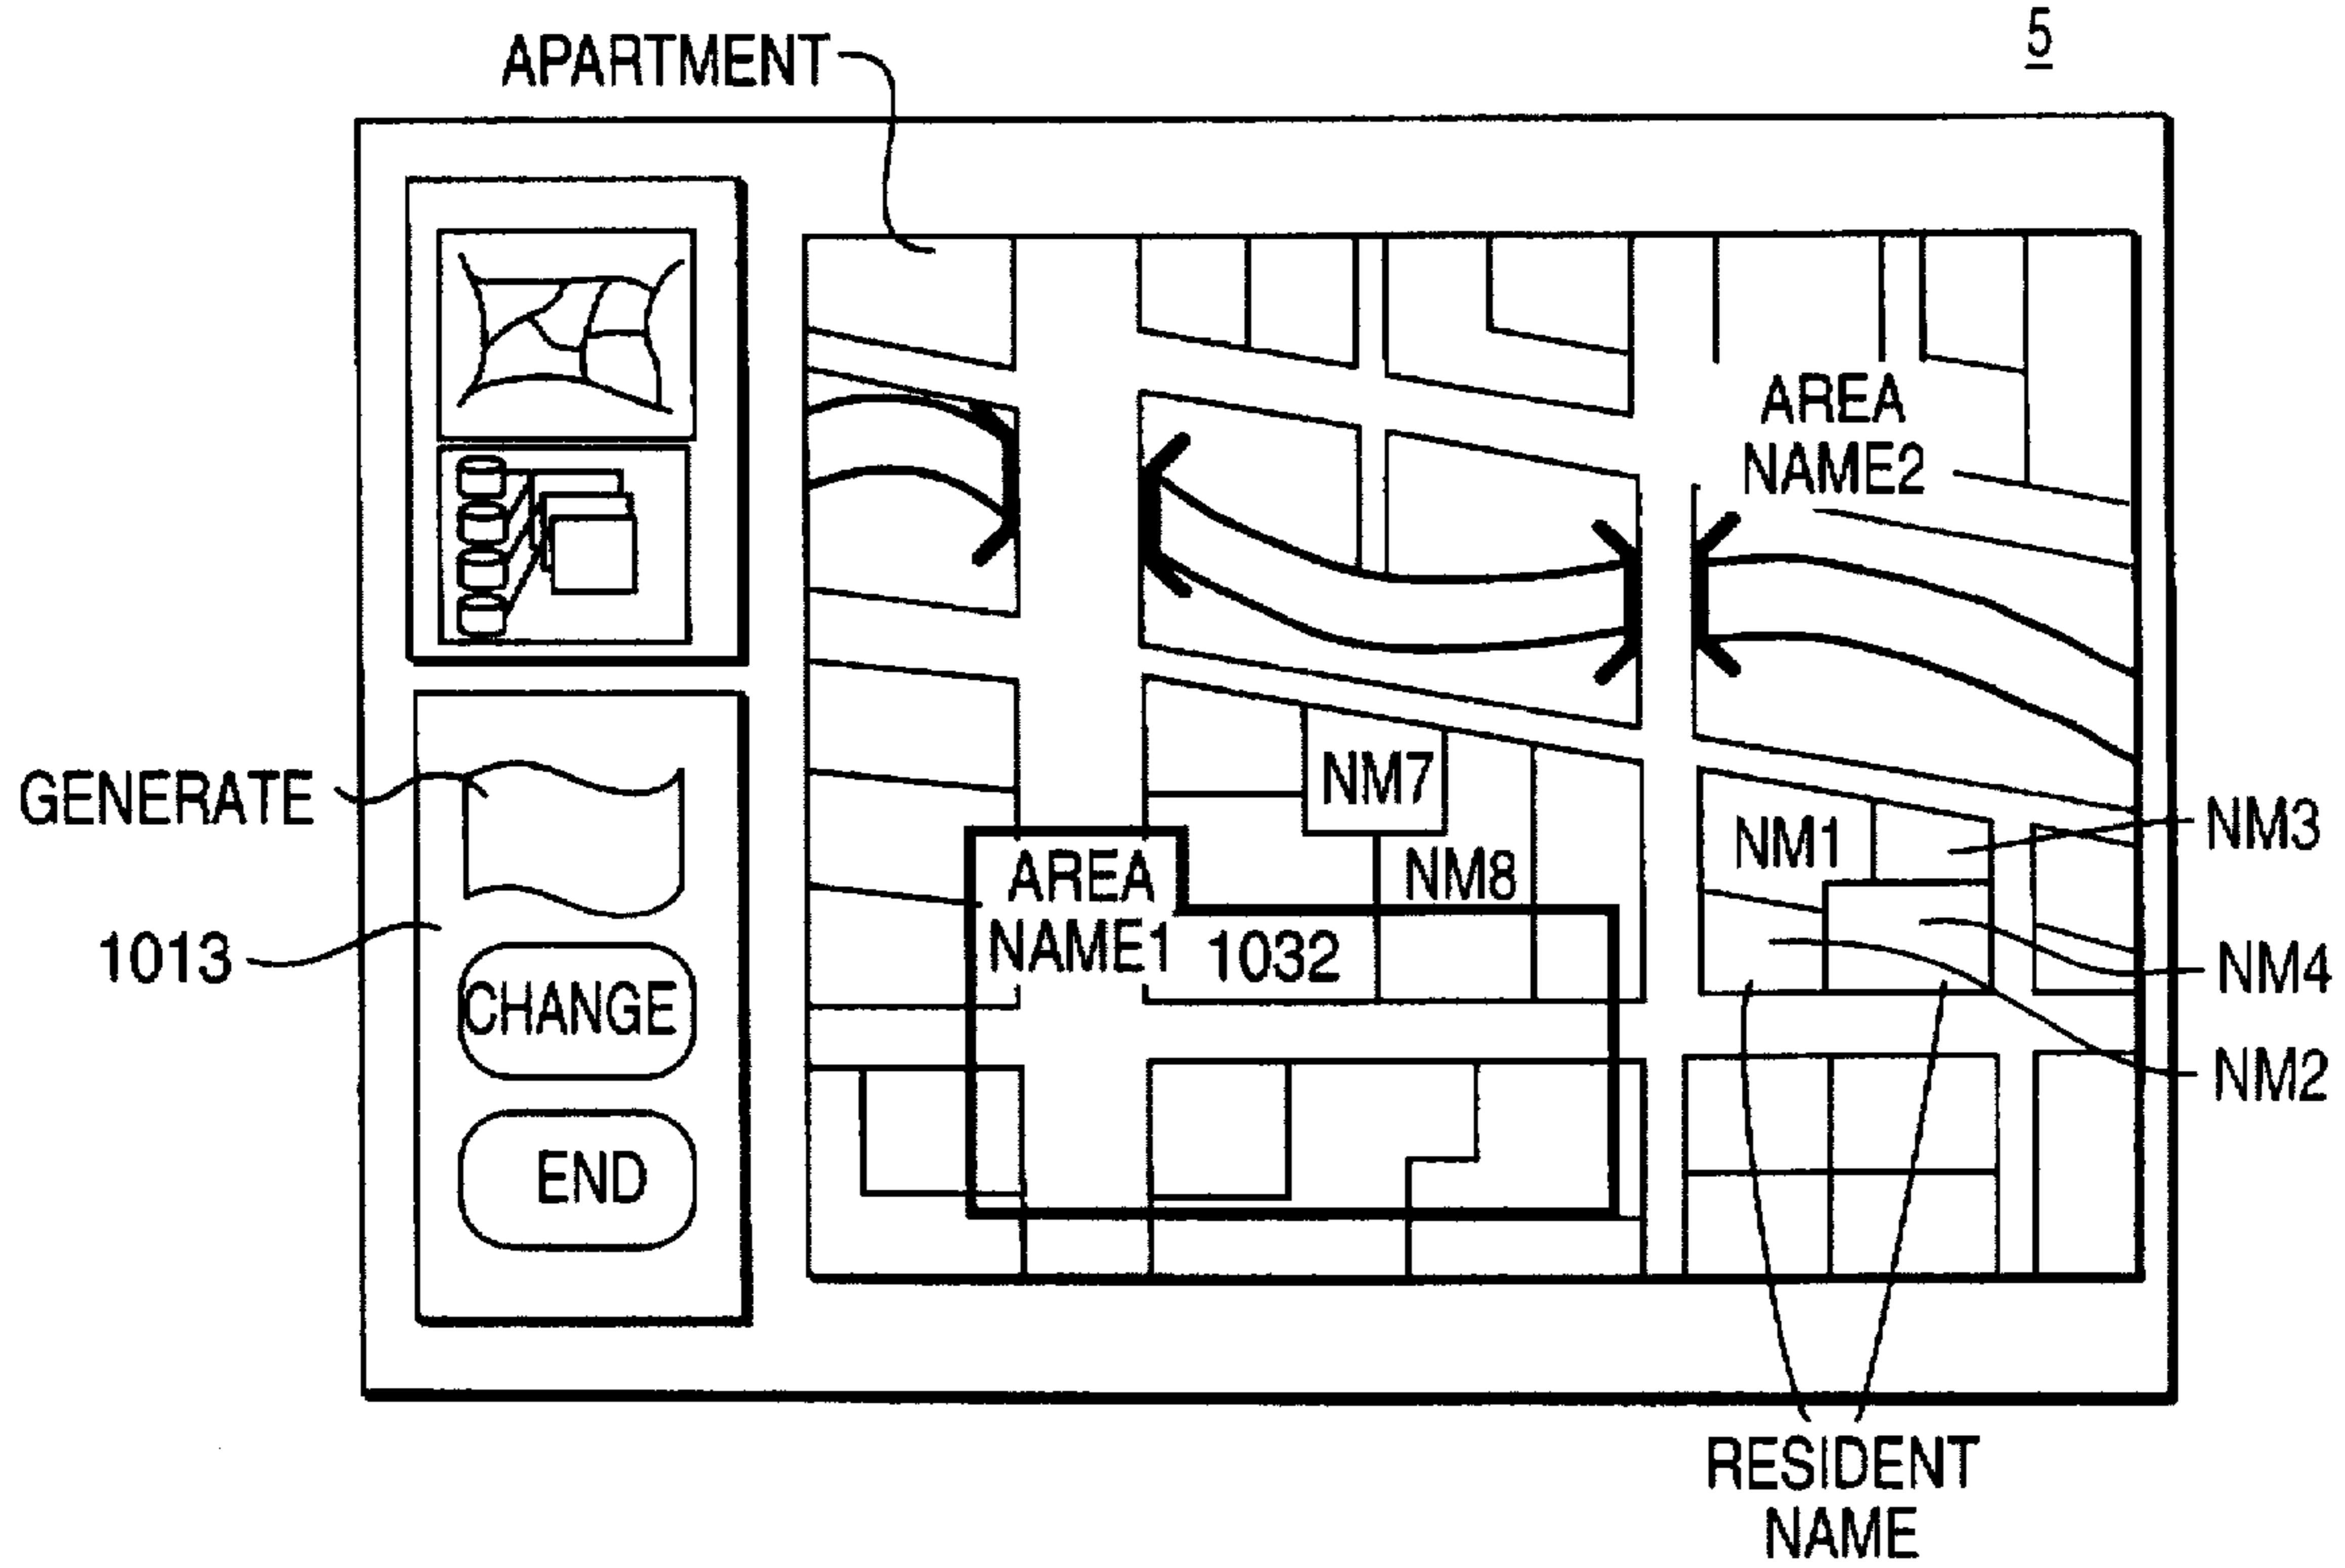 5
APARTMENT
AREA
NAME2
GENERATE
NM7
NM1
NM3
AREA
NAME1
NM8
1013
1032
NM4
CHANGE
NM2
END
RESIDENT
NAME